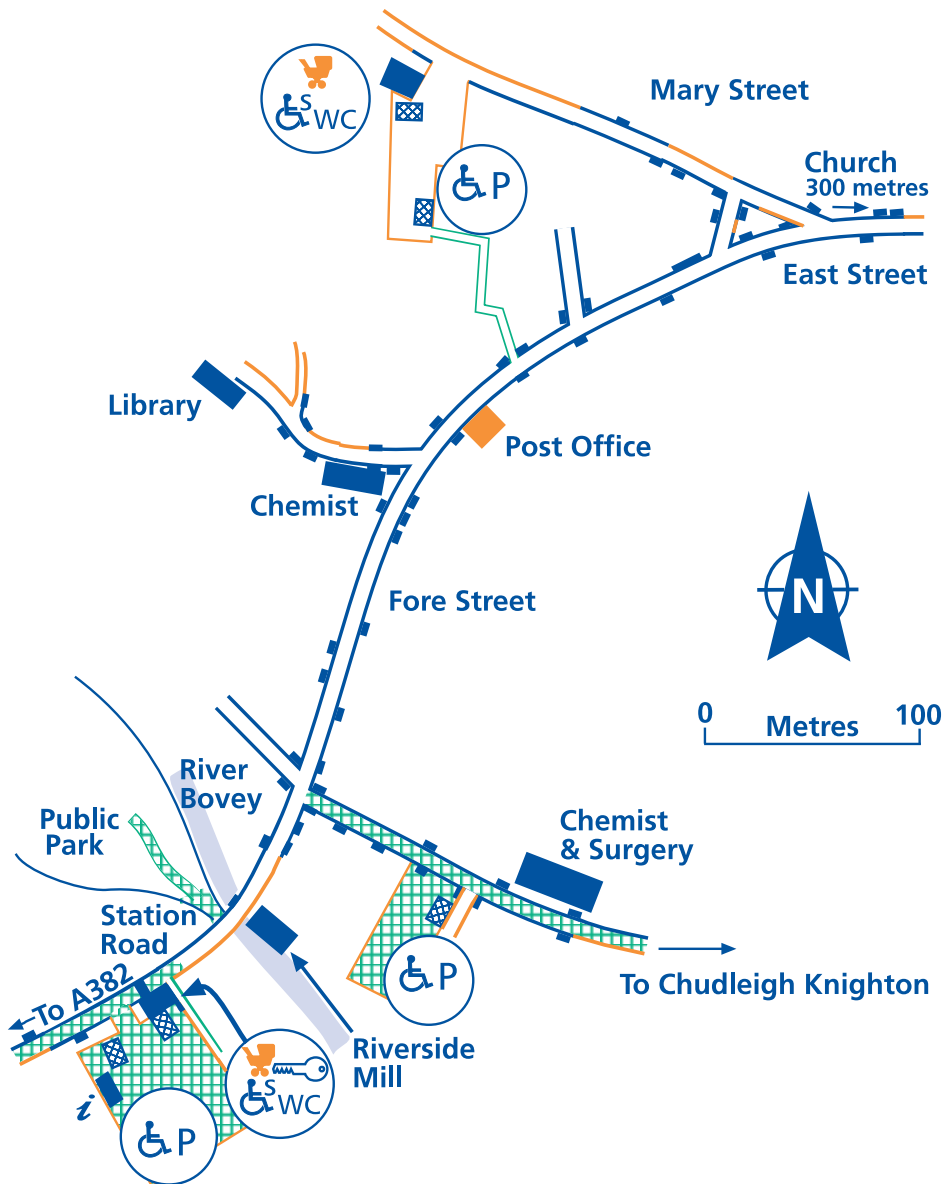 S
WC
Mary Street
P
Church
300 metres
East Street
Library
Post Office
Chemist
Fore Street
N
0
100
Metres
River
Bovey
Public
Park
Chemist
& Surgery
Station
Road
P
To A382
To Chudleigh Knighton
Riverside
Mill
S
WC
i
P